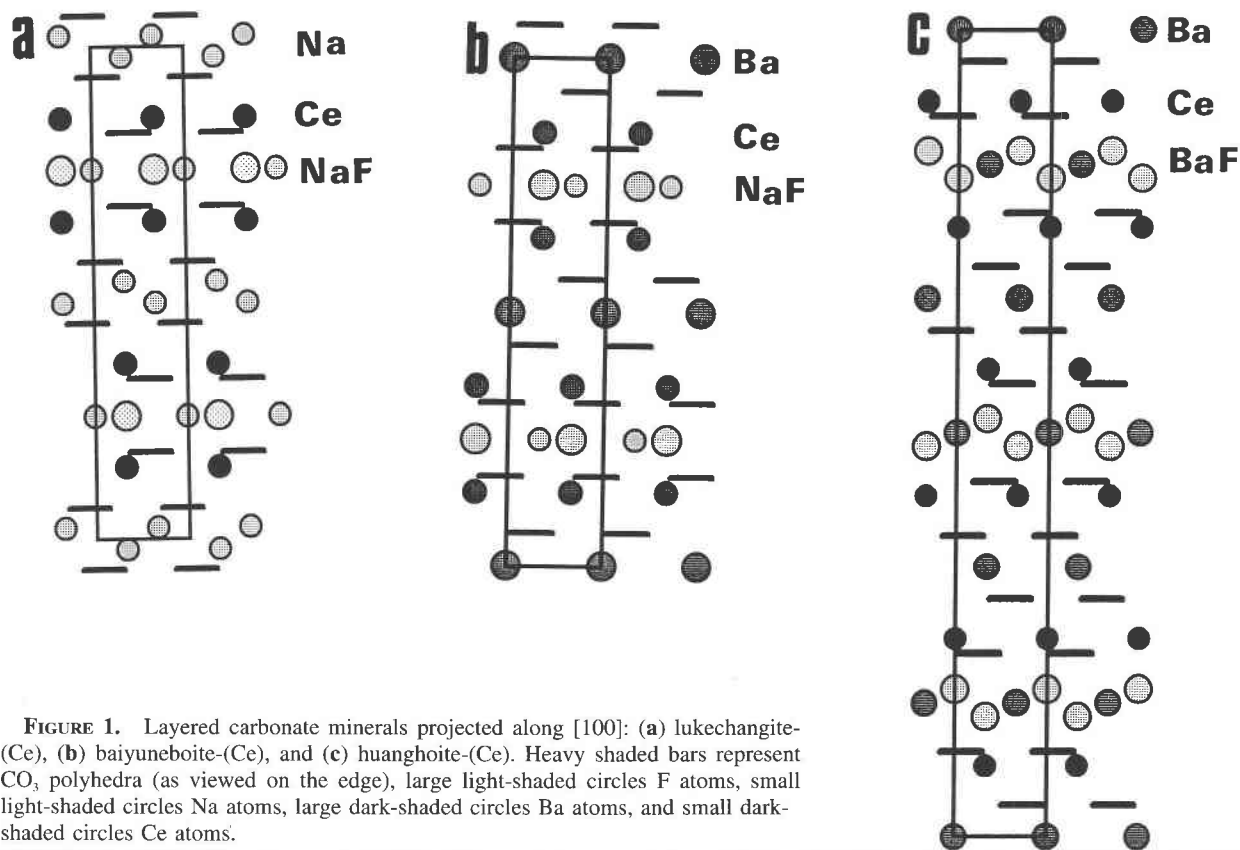 a
Na
Ce
NaF
b
Ba
Ce
NaF
c
Ba
Ce
BaF
FIGURE 1. Layered carbonate minerals projected along [100]: (a) lukechangite-
(Ce), (b) baiyuneboite-(Ce), and (c) huanghoite-(Ce). Heavy shaded bars represent
CO₃ polyhedra (as viewed on the edge), large light-shaded circles F atoms, small
light-shaded circles Na atoms, large dark-shaded circles Ba atoms, and small dark-
shaded circles Ce atoms.